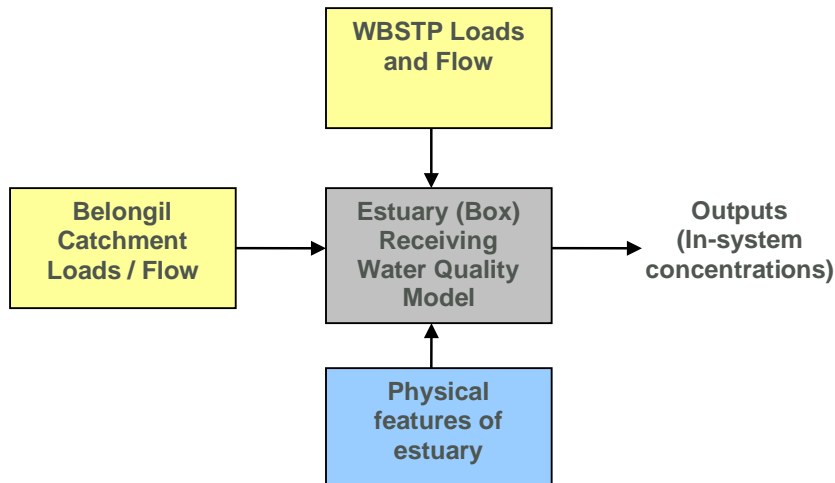 WBSTP Loads
and Flow
Belongil
Catchment
Loads / Flow
Estuary (Box)
Receiving
Water Quality
Model
Outputs
(In-system
concentrations)
Physical
features of
estuary